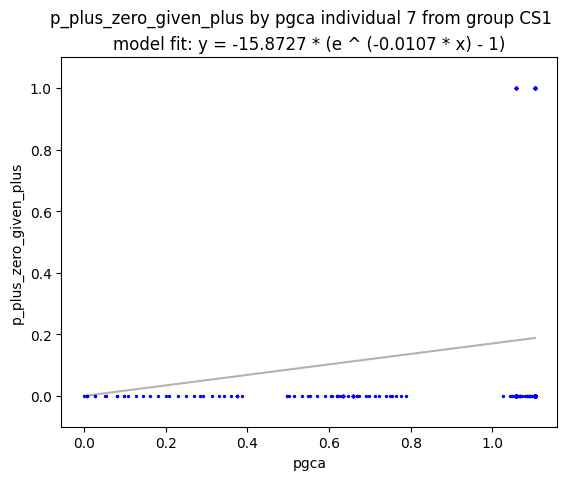 p_plus_zero_given_plus by pgca individual 7 from group CS1
model fit: y = -15.8727 * (e ^ (-0.0107 * x) - 1)
1.0
0.8
0.6
0.4
0.2
0.0
p_plus_zero_given_plus
0.0 0.2 0.4 0.6 0.8 1.0
pgca